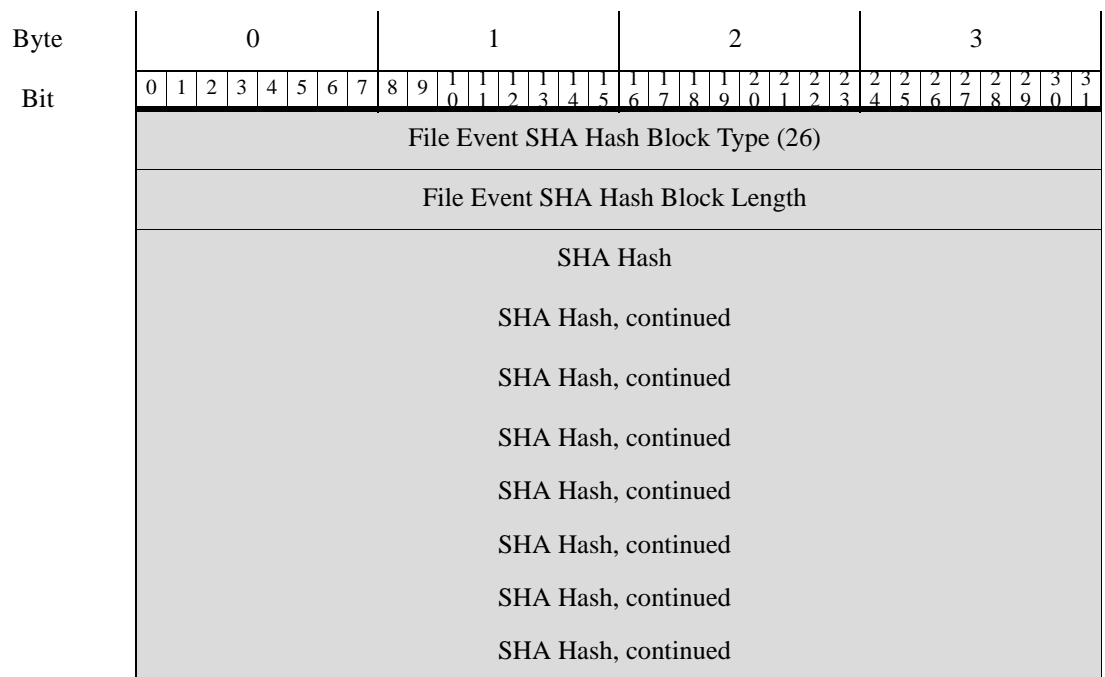 Byte 0 1 2 3
Bit 0 1 2 3 4 5 6 7 8 9 10 11 12 13 14 15 16 17 18 19 20 21 22 23 24 25 26 27 28 29 30 31
File Event SHA Hash Block Type (26)
File Event SHA Hash Block Length
SHA Hash
SHA Hash, continued
SHA Hash, continued
SHA Hash, continued
SHA Hash, continued
SHA Hash, continued
SHA Hash, continued
SHA Hash, continued